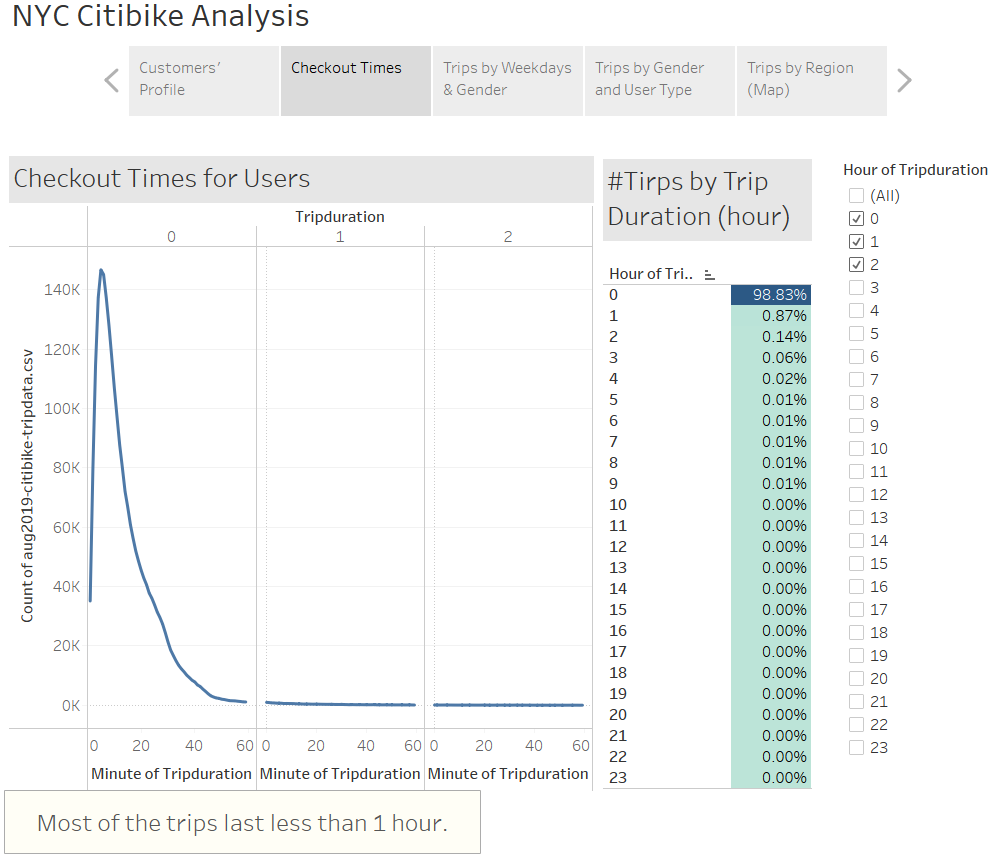 NYC Citibike Analysis
Customers’
Profile
Checkout Times
Trips by Weekdays
& Gender
Trips by Gender
and User Type
Trips by Region
(Map)
Checkout Times for Users
Tripduration
0 1 2
Count of aug2019-citibike-tripdata.csv
140K
120K
100K
80K
60K
40K
20K
0K
0 20 40 60 0 20 40 60 0 20 40 60
Minute of Tripduration Minute of Tripduration Minute of Tripduration
Most of the trips last less than 1 hour.
#Tirps by Trip
Duration (hour)
Hour of Tri..
0 98.83%
1 0.87%
2 0.14%
3 0.06%
4 0.02%
5 0.01%
6 0.01%
7 0.01%
8 0.01%
9 0.01%
10 0.00%
11 0.00%
12 0.00%
13 0.00%
14 0.00%
15 0.00%
16 0.00%
17 0.00%
18 0.00%
19 0.00%
20 0.00%
21 0.00%
22 0.00%
23 0.00%
Hour of Tripduration
(All)
0
1
2
3
4
5
6
7
8
9
10
11
12
13
14
15
16
17
18
19
20
21
22
23